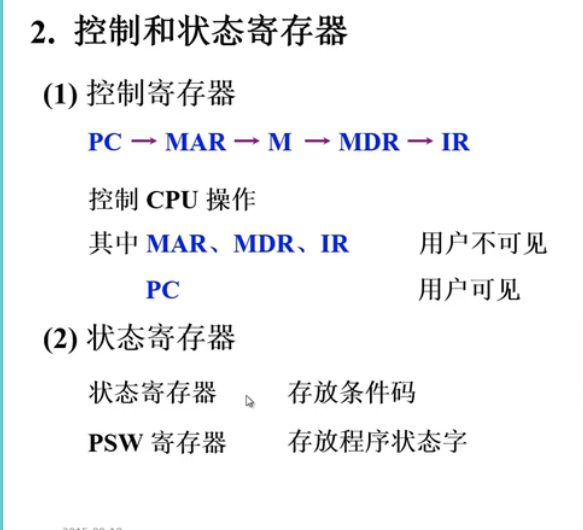 2. 控制和状态寄存器
(1) 控制寄存器
PC → MAR → M → MDR → IR
控制 CPU 操作
其中 MAR、MDR、IR 用户不可见
PC 用户可见
(2) 状态寄存器
状态寄存器 存放条件码
PSW 寄存器 存放程序状态字